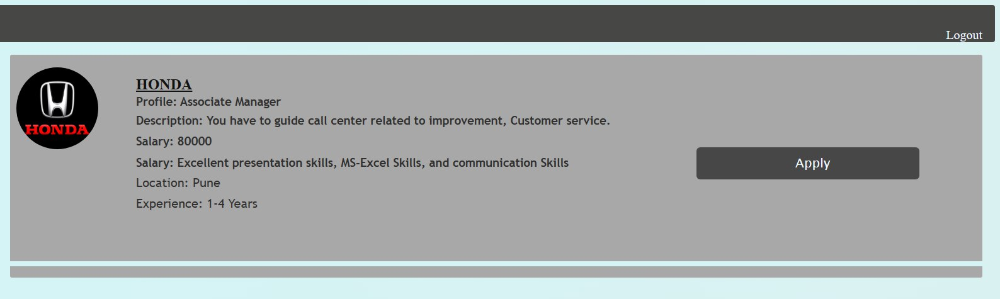 Logout
HONDA
HONDA
Profile: Associate Manager
Description: You have to guide call center related to improvement, Customer service.
Salary: 80000
Salary: Excellent presentation skills, MS-Excel Skills, and communication Skills
Apply
Location: Pune
Experience: 1-4 Years